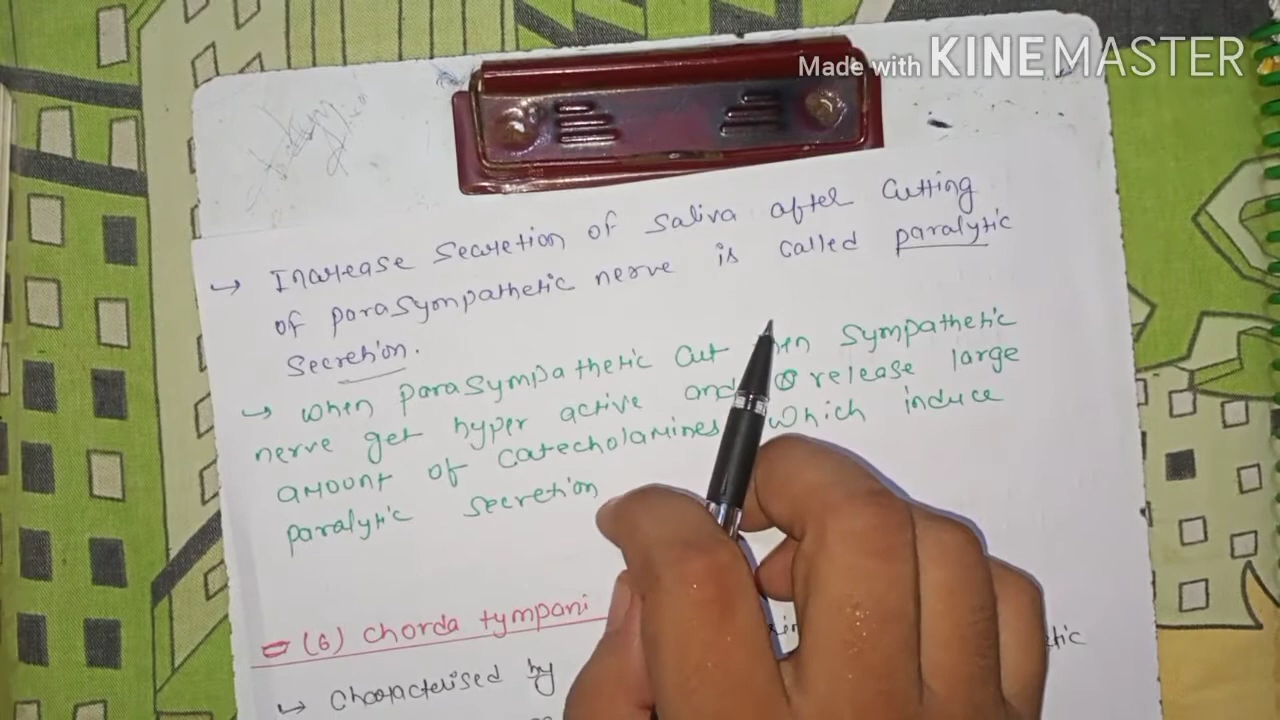 Made with KINEMASTER
→ Increase Secretion of Saliva after Cutting
of parasympathetic nerve is called paralytic
Secretion.
→ when parasympathetic Cut Sympathetic
nerve get hyper active and release large
amount of catecholamines which induce
paralytic secretion
(6) Chorda tympani
→ Characterised by